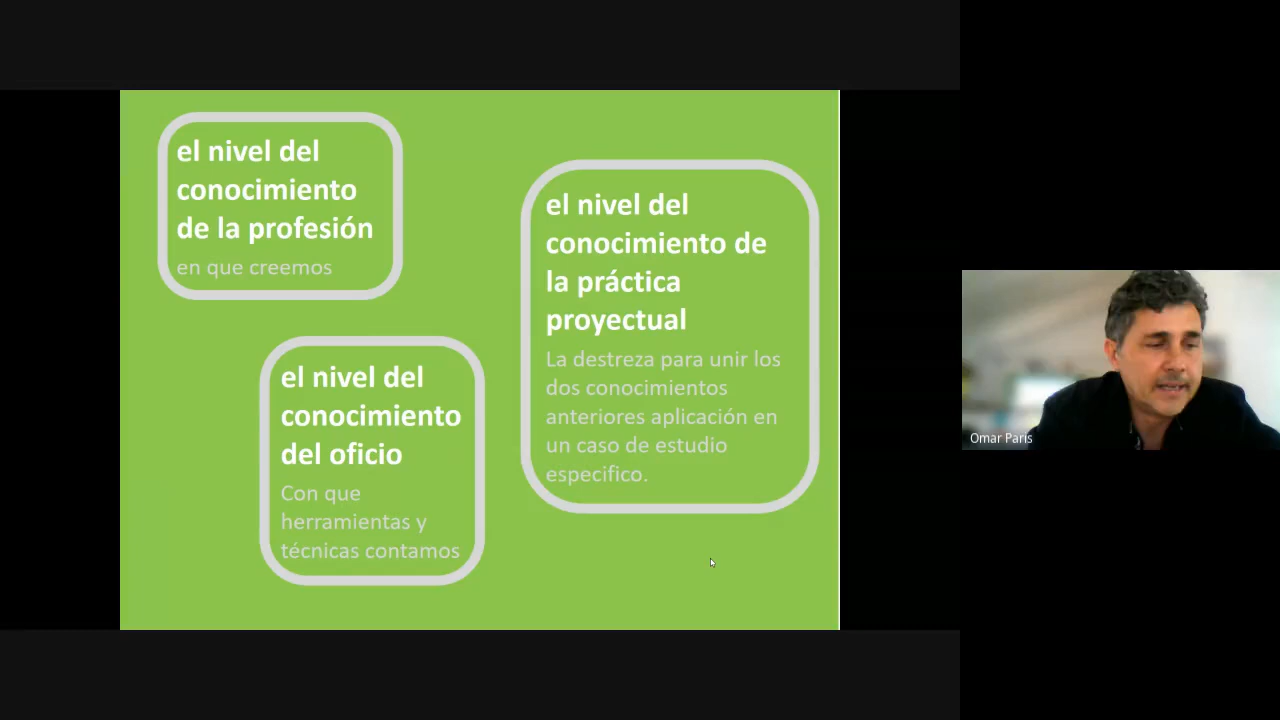 el nivel del
conocimiento
de la profesión
en que creemos
el nivel del
conocimiento
del oficio
Con que
herramientas y
técnicas contamos
el nivel del
conocimiento de
la práctica
proyectual
La destreza para unir los
dos conocimientos
anteriores aplicación en
un caso de estudio
especifico.
Omar Paris